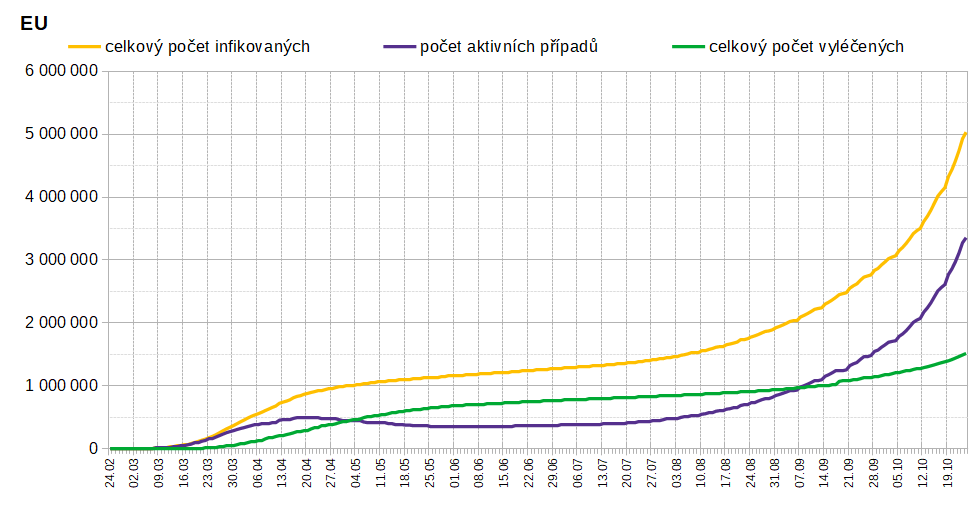 EU
celkový počet infikovaných počet aktivních případů celkový počet vyléčených
6 000 000
5 000 000
4 000 000
3 000 000
2 000 000
1 000 000
0
24.02. 02.03. 09.03. 16.03. 23.03. 30.03. 06.04. 13.04. 20.04. 27.04. 04.05. 11.05. 18.05. 25.05. 01.06. 08.06. 15.06. 22.06. 29.06. 06.07. 13.07. 20.07. 27.07. 03.08. 10.08. 17.08. 24.08. 31.08. 07.09. 14.09. 21.09. 28.09. 05.10. 12.10. 19.10.